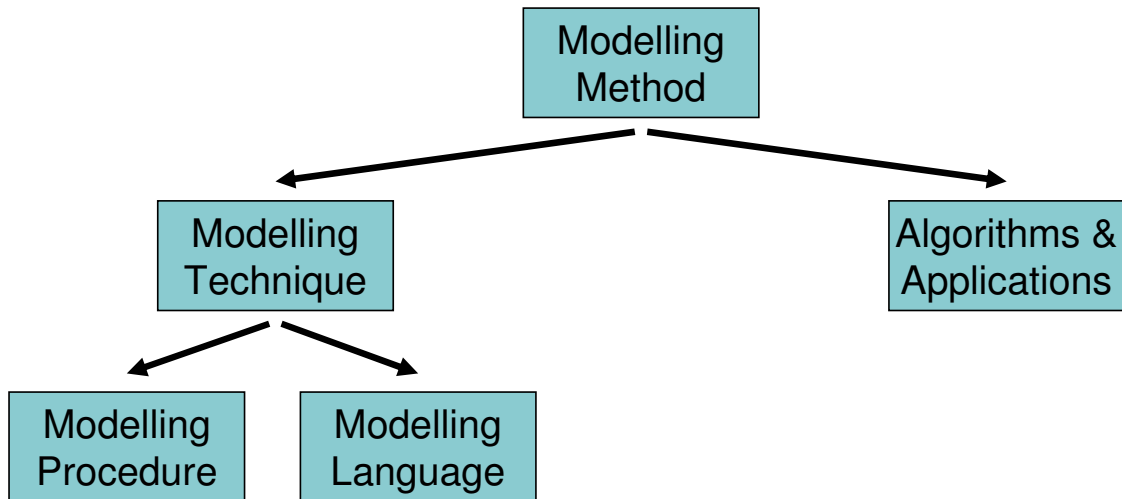 Modelling
Method
Modelling
Technique
Algorithms &
Applications
Modelling
Procedure
Modelling
Language